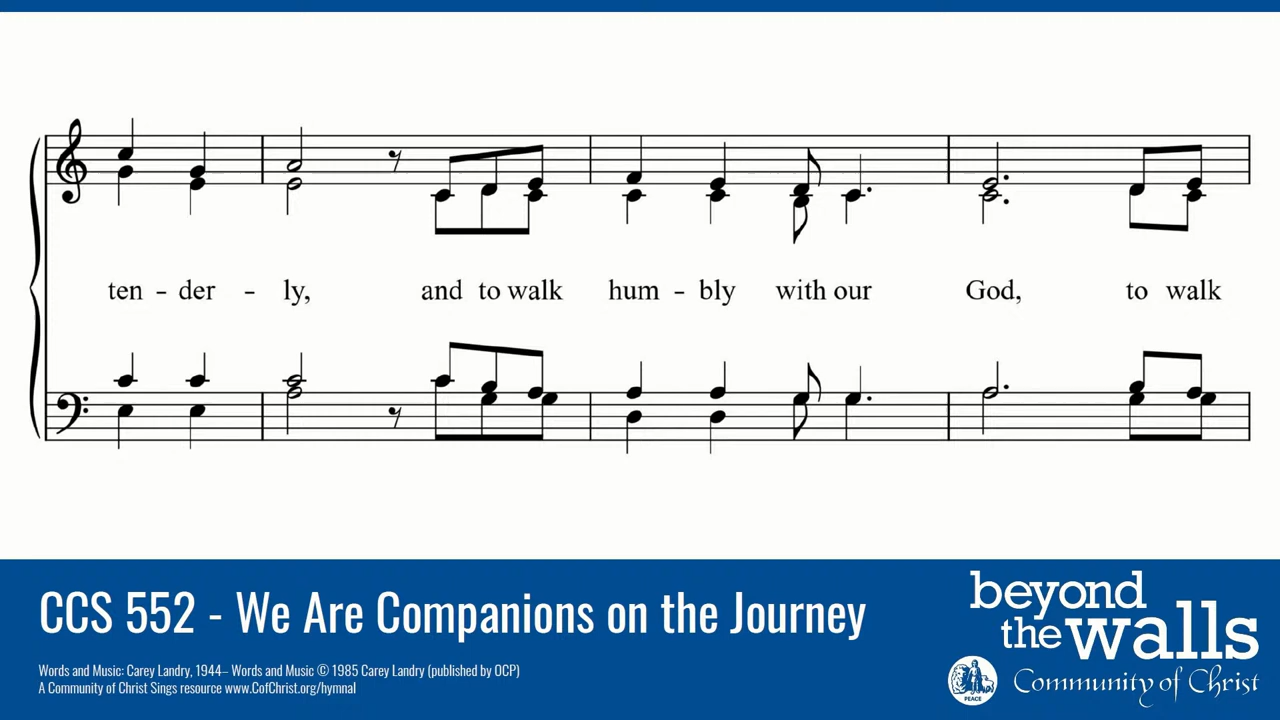 ten - der - ly, and to walk hum - bly with our God, to walk
CCS 552 - We Are Companions on the Journey
Words and Music: Carey Landry, 1944– Words and Music © 1985 Carey Landry (published by OCP)
A Community of Christ Sings resource www.CofChrist.org/hymnal
beyond
the walls
PEACE
Community of Christ